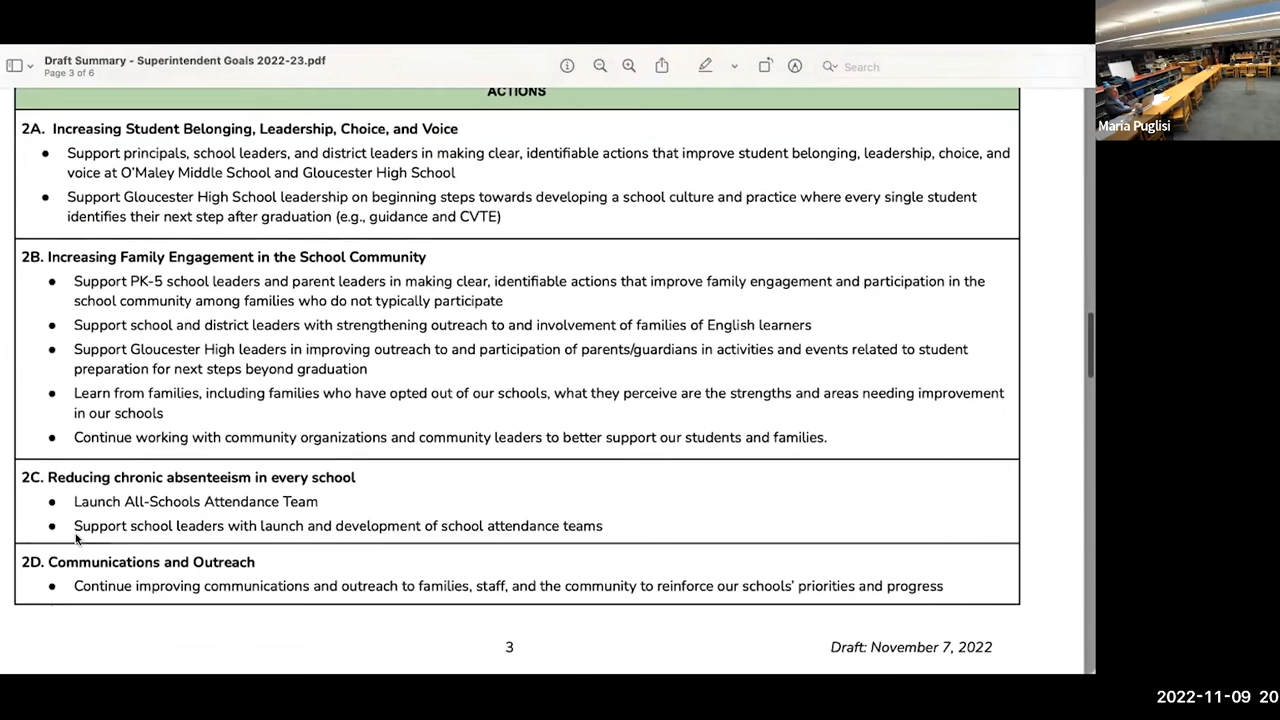 Draft Summary - Superintendent Goals 2022-23.pdf
Page 3 of 6
Search
Maria Puglisi
ACTIONS
2A. Increasing Student Belonging, Leadership, Choice, and Voice
● Support principals, school leaders, and district leaders in making clear, identifiable actions that improve student belonging, leadership, choice, and
voice at O'Maley Middle School and Gloucester High School
● Support Gloucester High School leadership on beginning steps towards developing a school culture and practice where every single student
identifies their next step after graduation (e.g., guidance and CVTE)
2B. Increasing Family Engagement in the School Community
● Support PK-5 school leaders and parent leaders in making clear, identifiable actions that improve family engagement and participation in the
school community among families who do not typically participate
● Support school and district leaders with strengthening outreach to and involvement of families of English learners
● Support Gloucester High leaders in improving outreach to and participation of parents/guardians in activities and events related to student
preparation for next steps beyond graduation
● Learn from families, including families who have opted out of our schools, what they perceive are the strengths and areas needing improvement
in our schools
● Continue working with community organizations and community leaders to better support our students and families.
2C. Reducing chronic absenteeism in every school
● Launch All-Schools Attendance Team
● Support school leaders with launch and development of school attendance teams
2D. Communications and Outreach
● Continue improving communications and outreach to families, staff, and the community to reinforce our schools' priorities and progress
3
Draft: November 7, 2022
2022-11-09 20